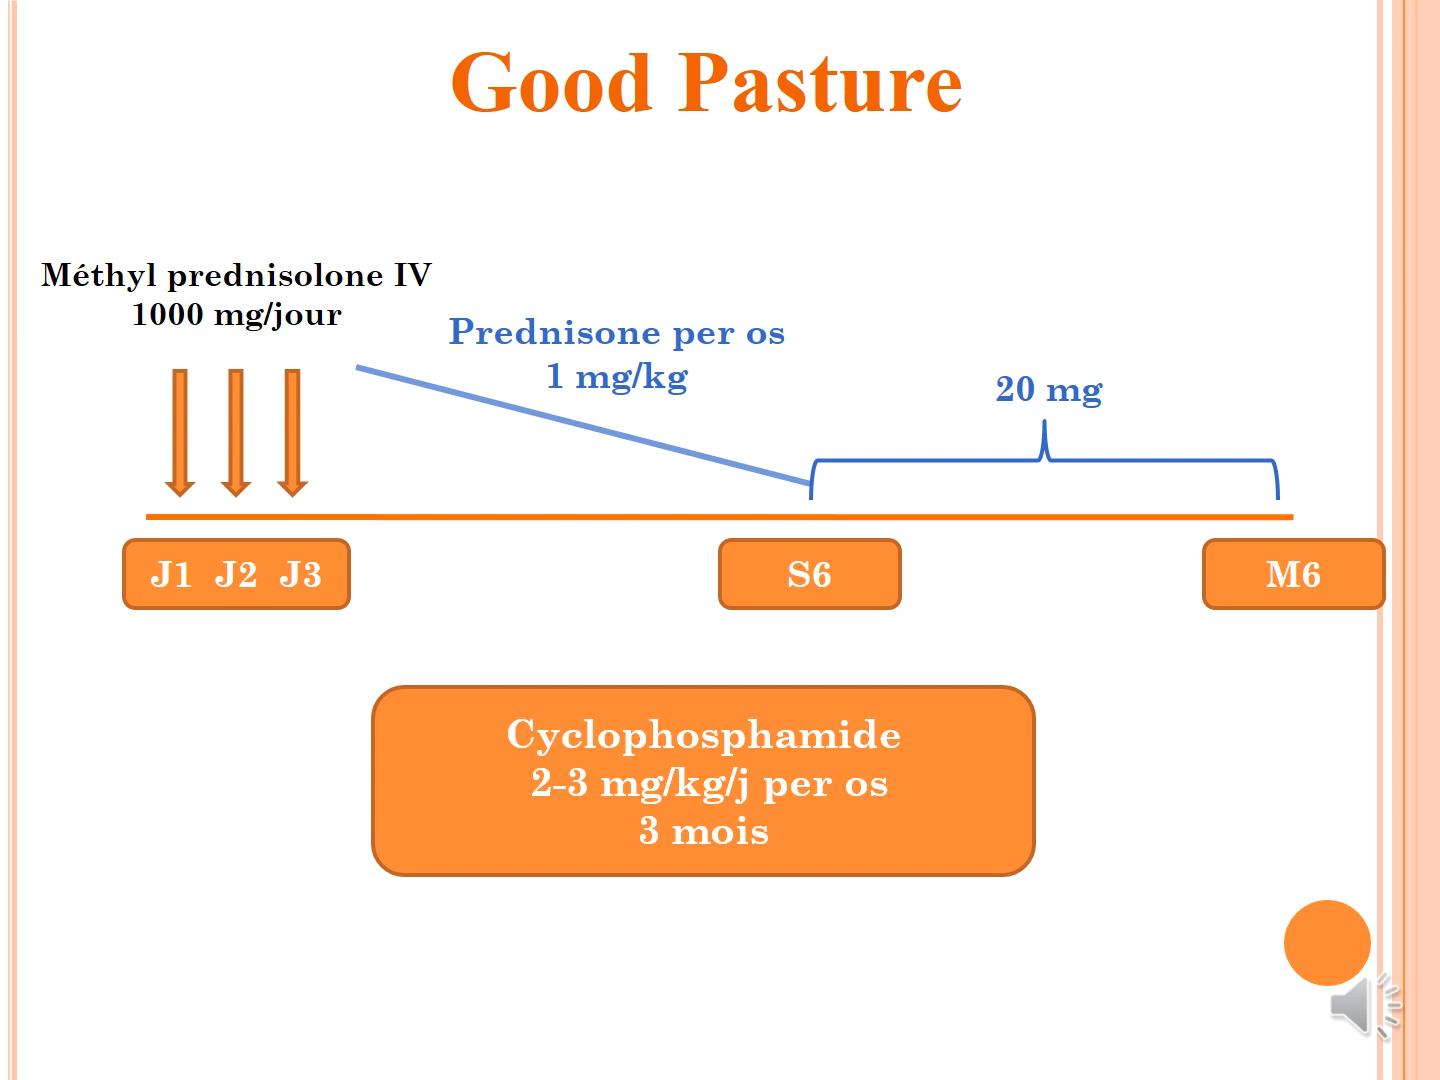 Good Pasture
Méthyl prednisolone IV
1000 mg/jour
Prednisone per os
1 mg/kg
20 mg
J1 J2 J3
S6
M6
Cyclophosphamide
2-3 mg/kg/j per os
3 mois